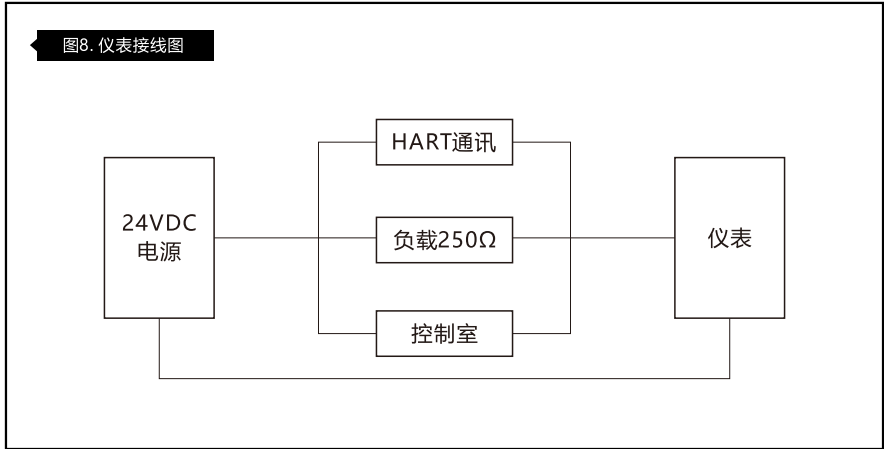 图8. 仪表接线图
HART通讯
24VDC
电源
负载250Ω
仪表
控制室